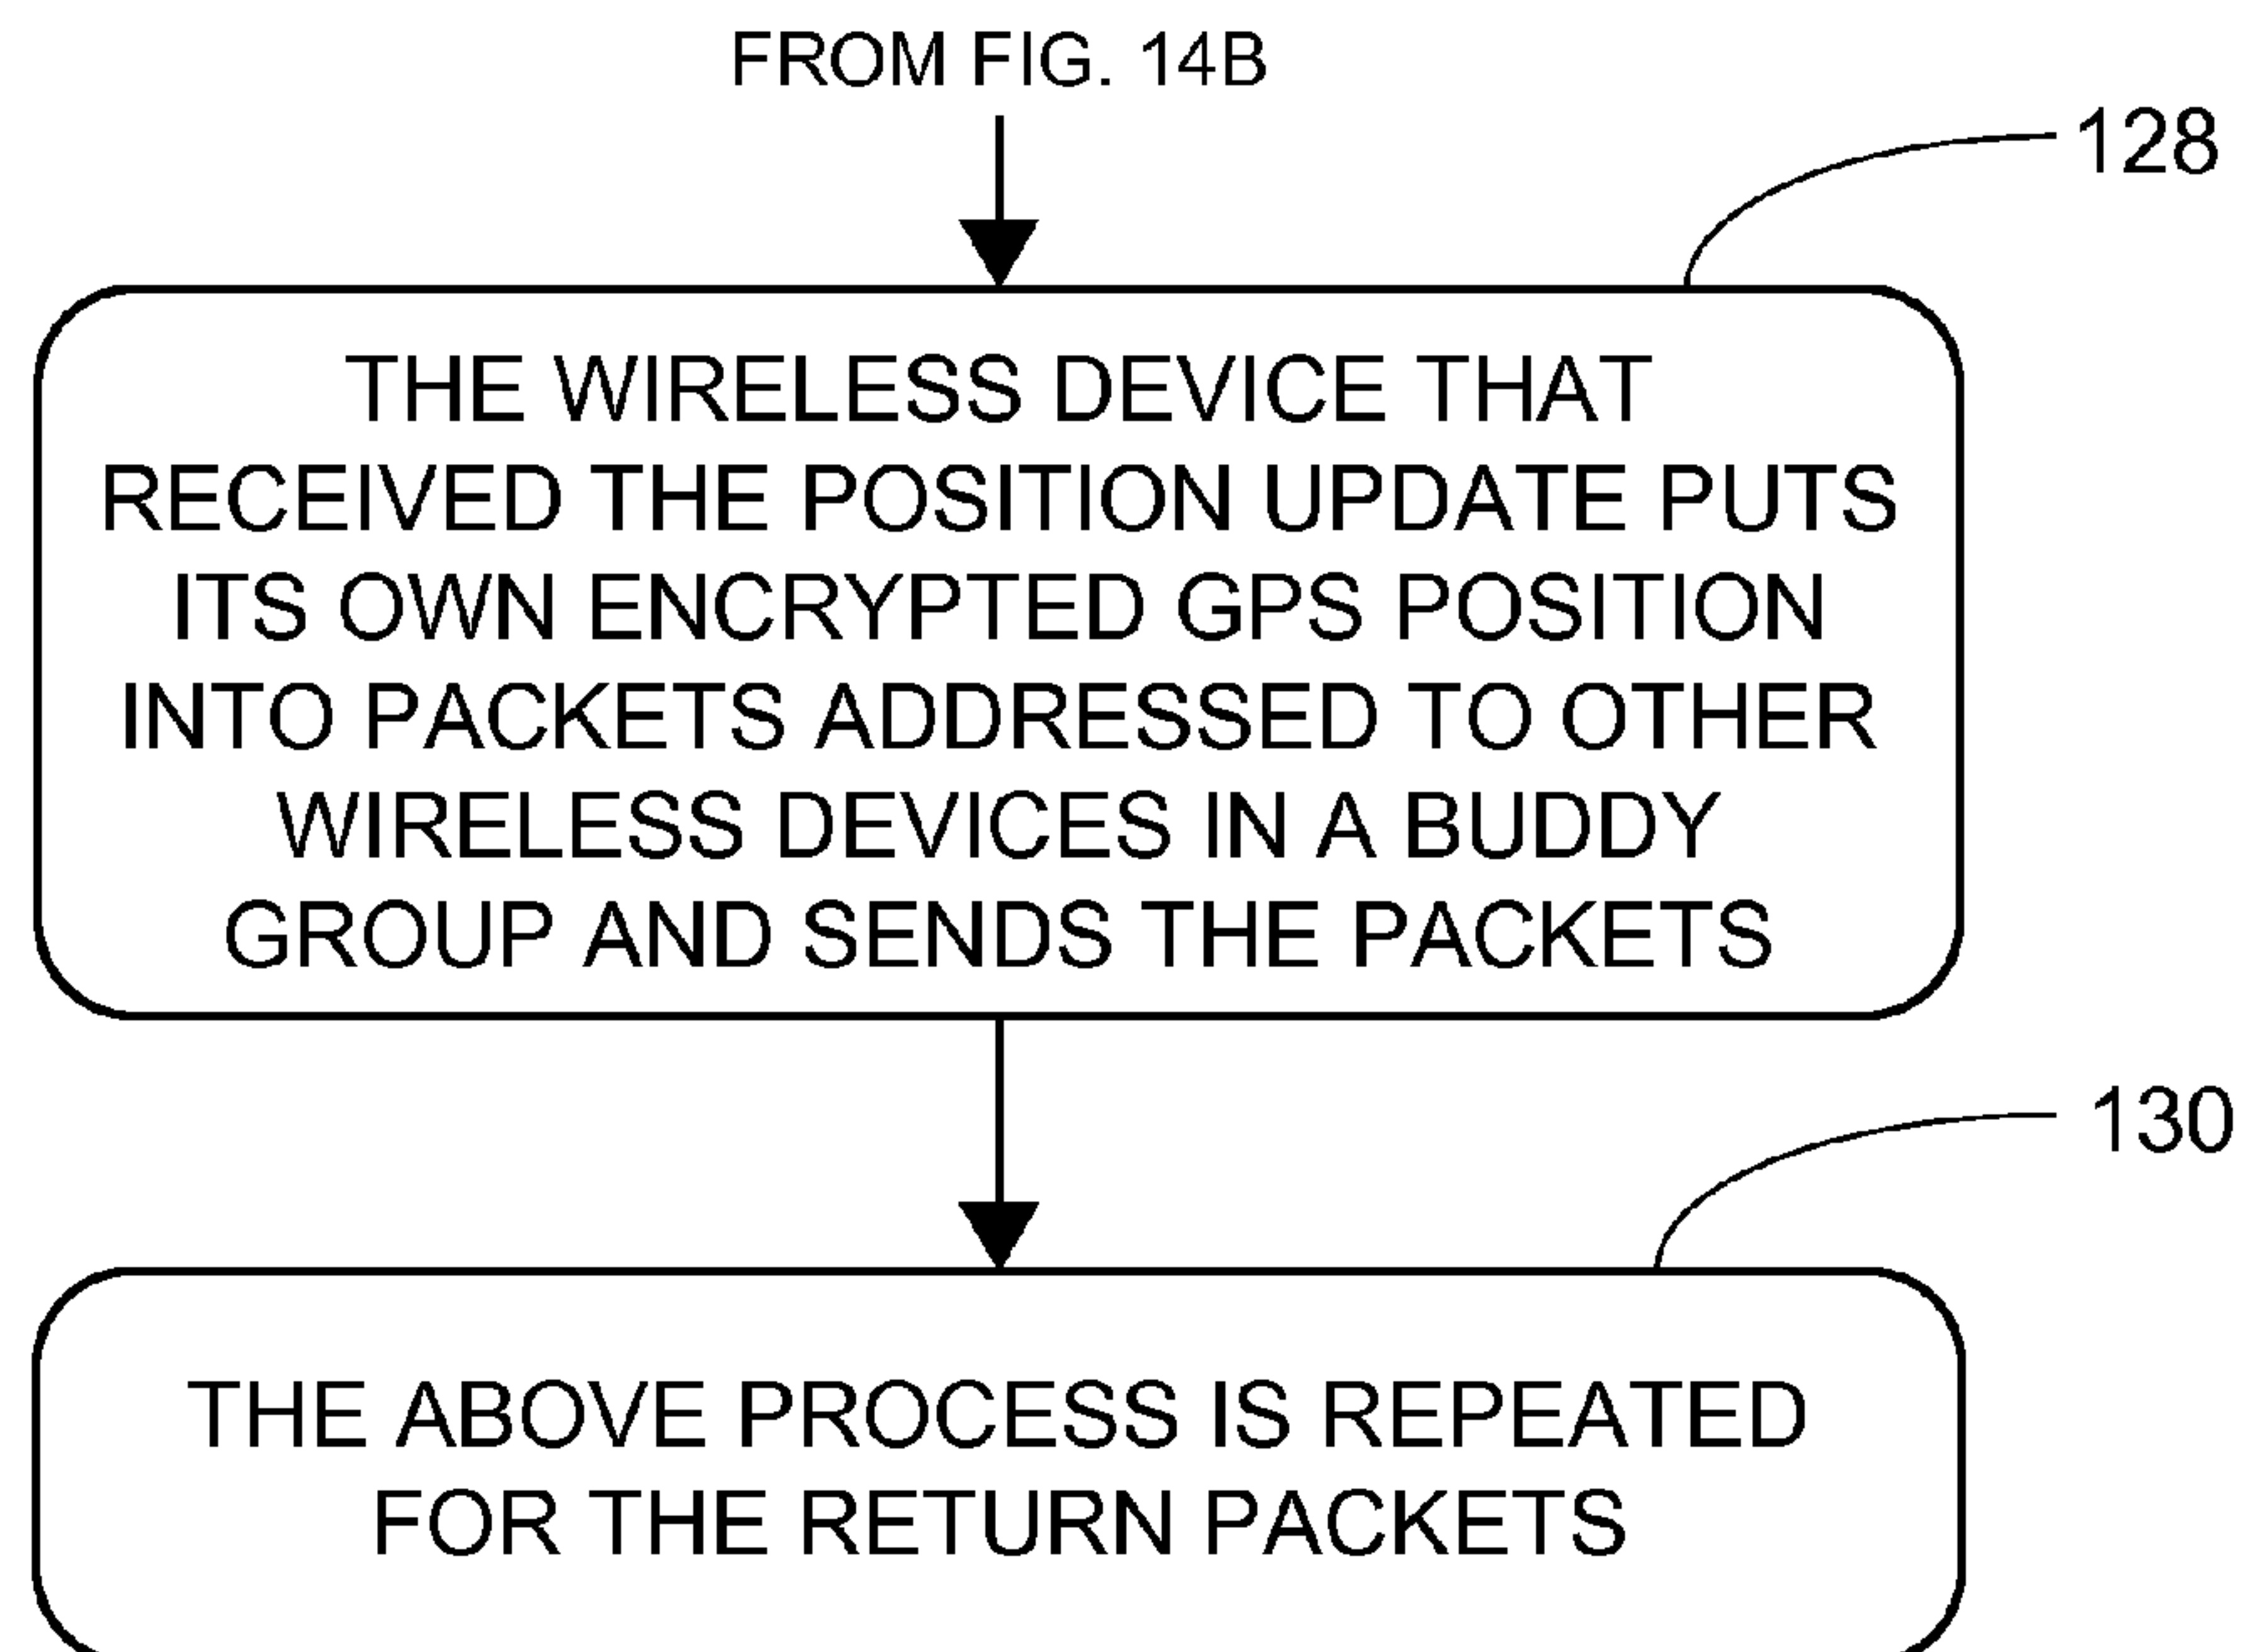 FROM FIG. 14B
128
THE WIRELESS DEVICE THAT
RECEIVED THE POSITION UPDATE PUTS
ITS OWN ENCRYPTED GPS POSITION
INTO PACKETS ADDRESSED TO OTHER
WIRELESS DEVICES IN A BUDDY
GROUP AND SENDS THE PACKETS
130
THE ABOVE PROCESS IS REPEATED
FOR THE RETURN PACKETS